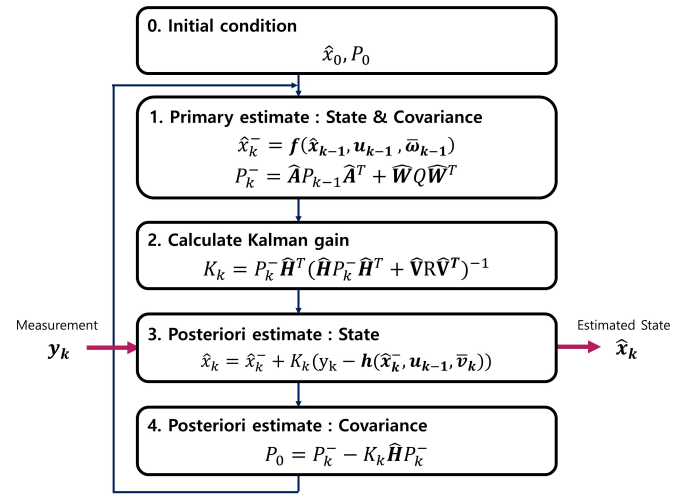 0. Initial condition
x̂₀, P₀
1. Primary estimate : State & Covariance
x̂ₖ⁻ = f(x̂ₖ₋₁, uₖ₋₁ , ω̅ₖ₋₁)
Pₖ⁻ = ÂPₖ₋₁Âᵀ + ŴQŴᵀ
2. Calculate Kalman gain
Kₖ = Pₖ⁻Ĥᵀ(ĤPₖ⁻Ĥᵀ + V̂RV̂ᵀ)⁻¹
Measurement
yₖ
3. Posteriori estimate : State
x̂ₖ = x̂ₖ⁻ + Kₖ(yₖ − h(x̂ₖ⁻, uₖ₋₁, v̅ₖ))
Estimated State
x̂ₖ
4. Posteriori estimate : Covariance
P₀ = Pₖ⁻ − KₖĤPₖ⁻